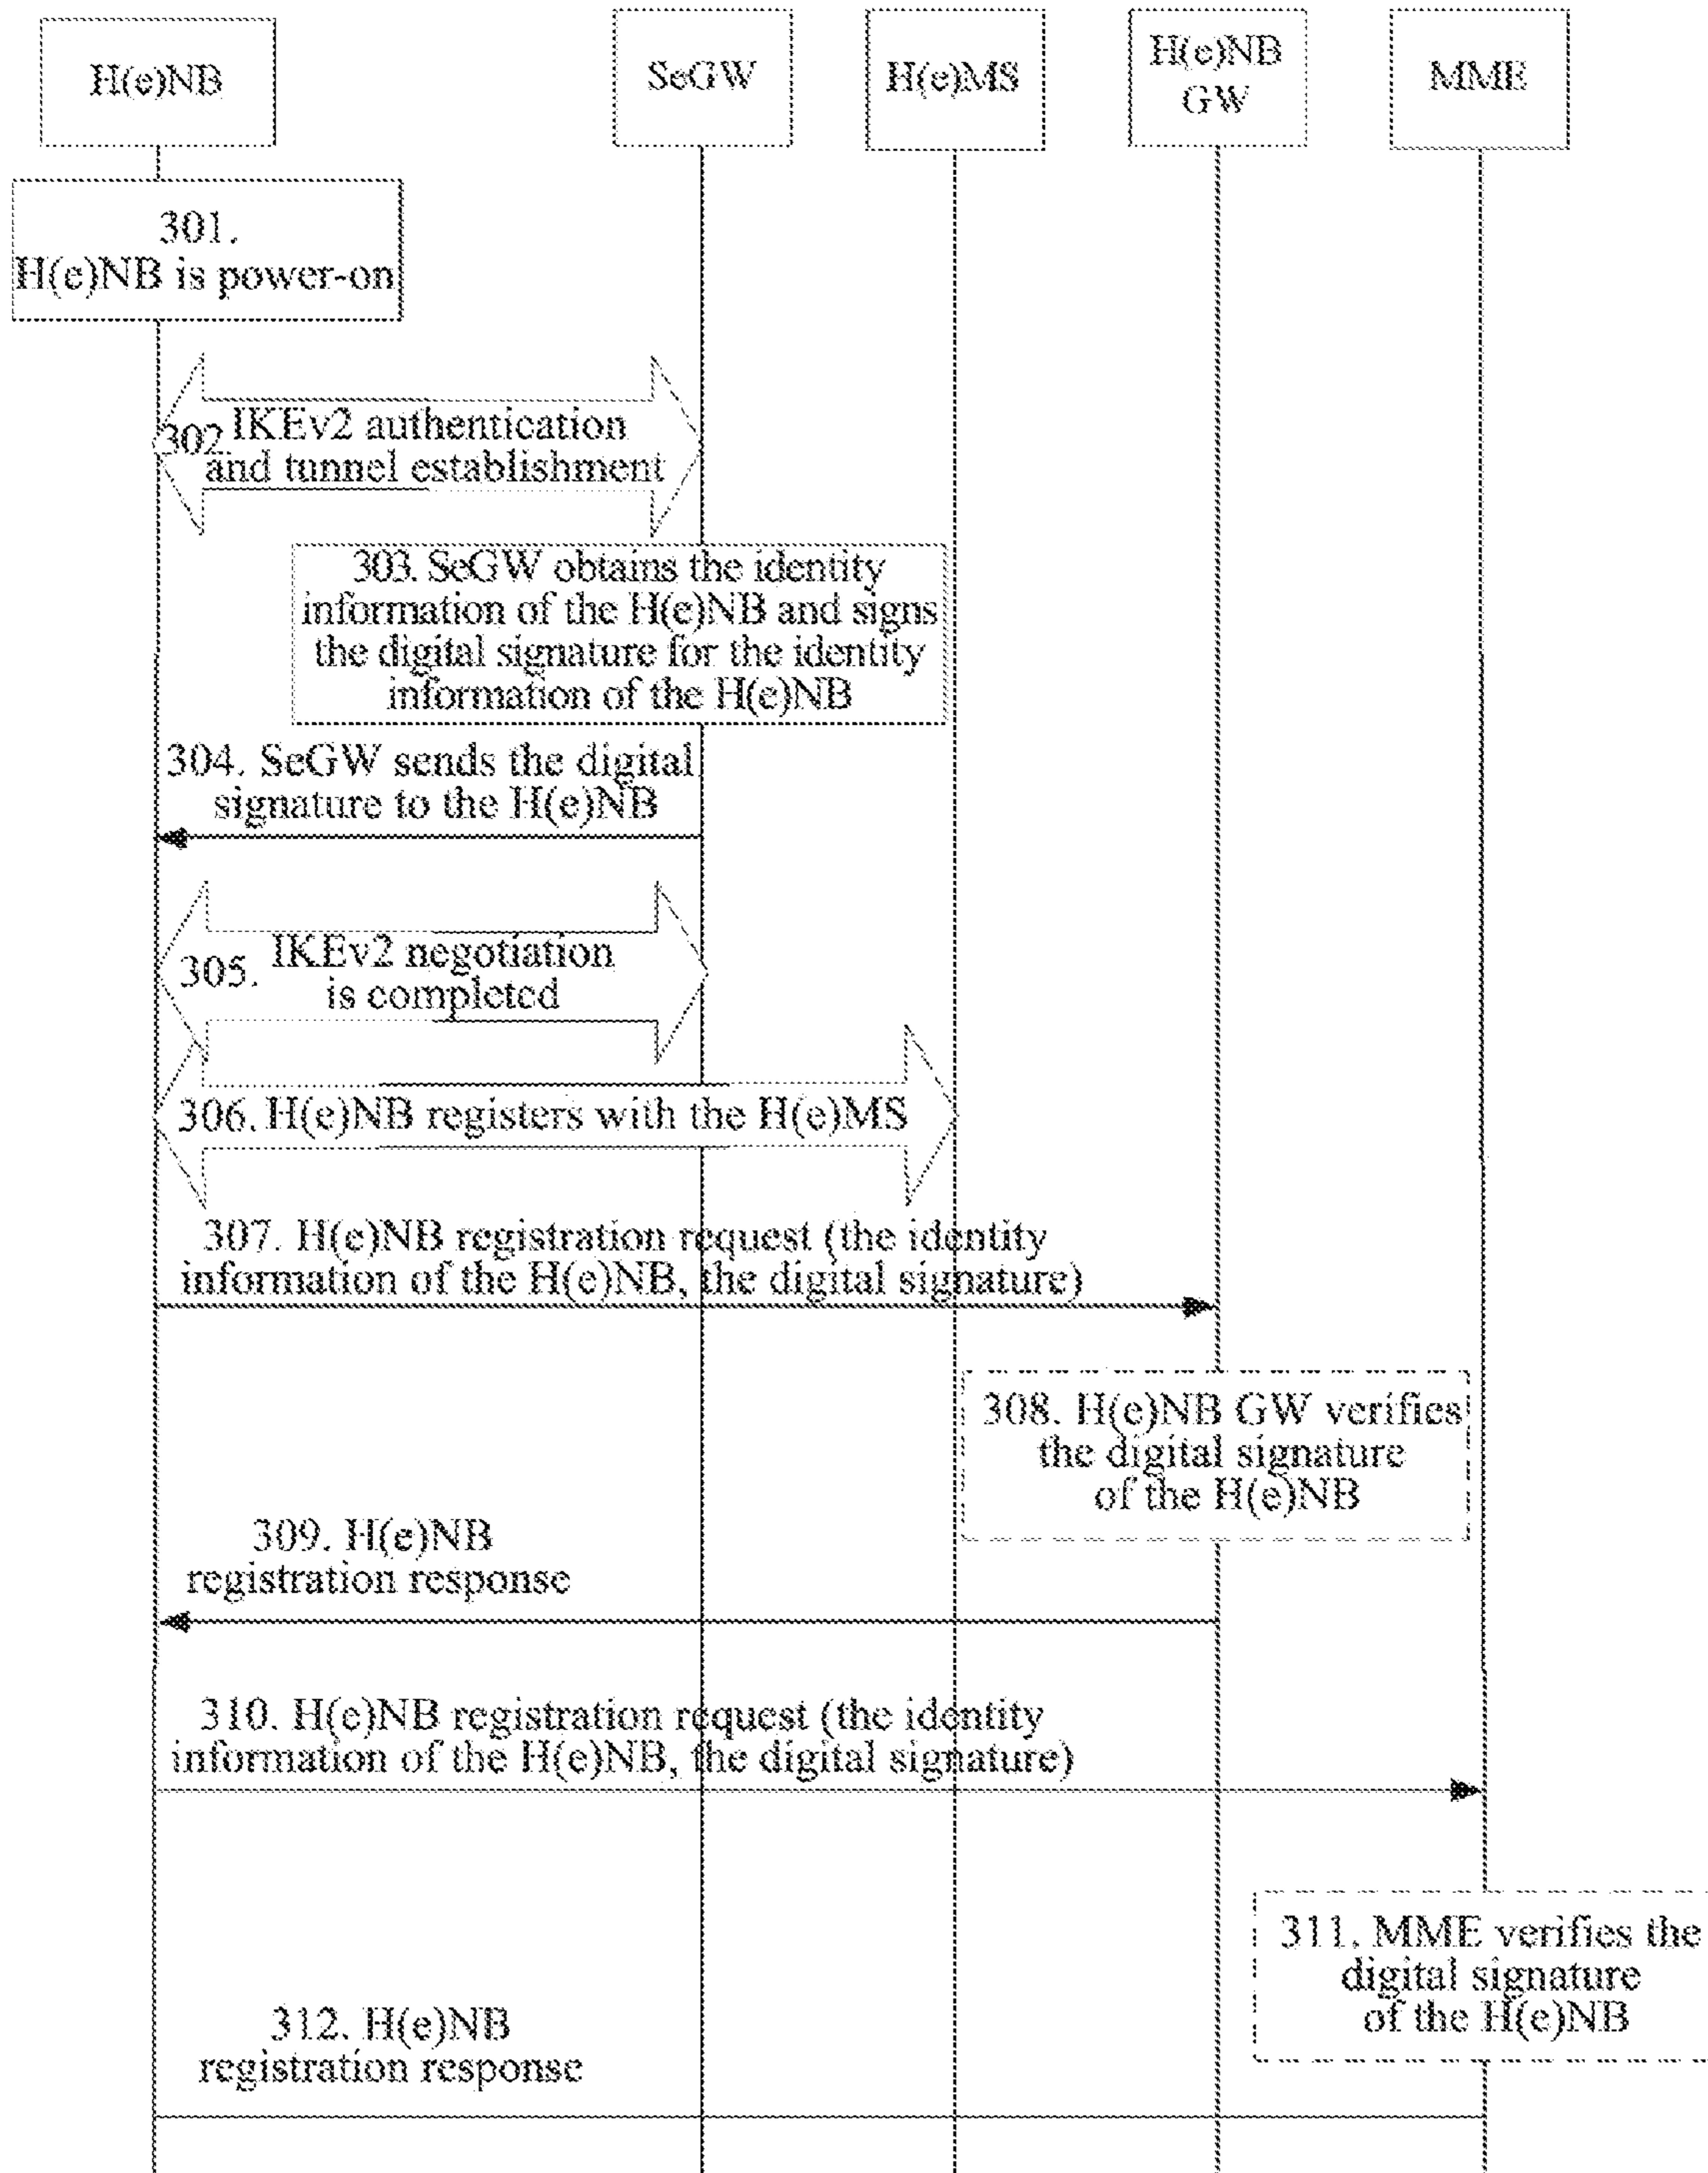 H(e)NB
SeGW
H(e)MS
H(e)NB
GW
MME
301.
H(e)NB is power-on
302. IKEv2 authentication
and tunnel establishment
303. SeGW obtains the identity
information of the H(e)NB and signs
the digital signature for the identity
information of the H(e)NB
304. SeGW sends the digital
signature to the H(e)NB
305. IKEv2 negotiation
is completed
306. H(e)NB registers with the H(e)MS
307. H(e)NB registration request (the identity
information of the H(e)NB, the digital signature)
308. H(e)NB GW verifies
the digital signature
of the H(e)NB
309. H(e)NB
registration response
310. H(e)NB registration request (the identity
information of the H(e)NB, the digital signature)
311. MME verifies the
digital signature
of the H(e)NB
312. H(e)NB
registration response